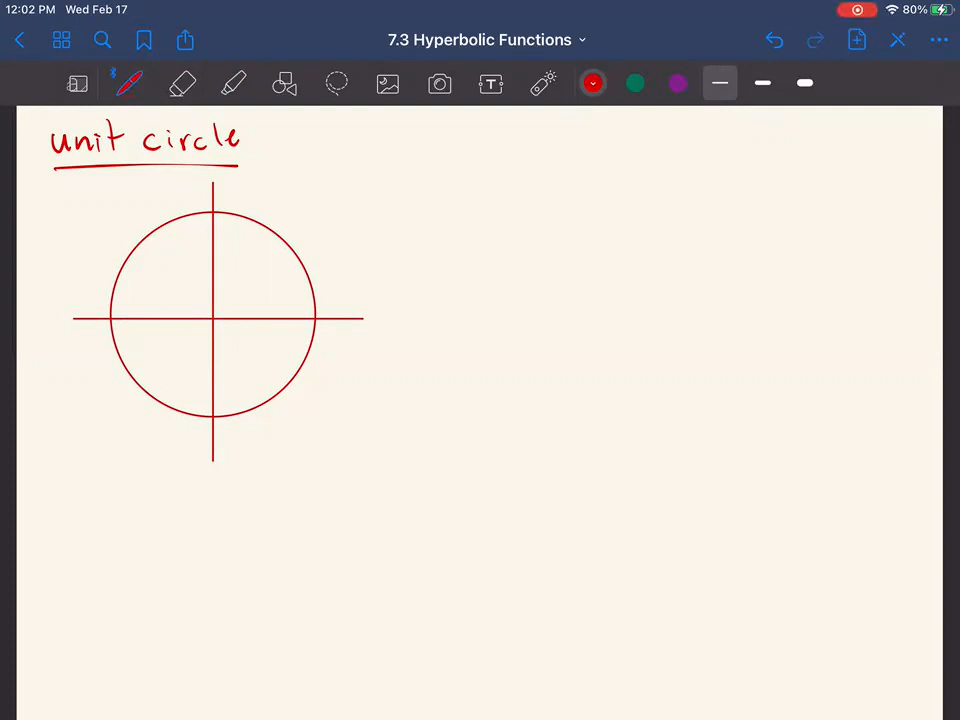 12:02 PM Wed Feb 17
80%
7.3 Hyperbolic Functions
T
unit circle